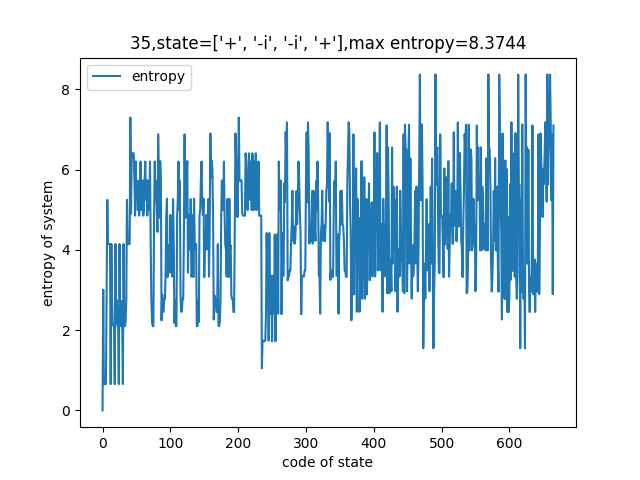 35,state=['+', '-i', '-i', '+'],max entropy=8.3744
entropy
8
6
4
2
0
entropy of system
0 100 200 300 400 500 600
code of state